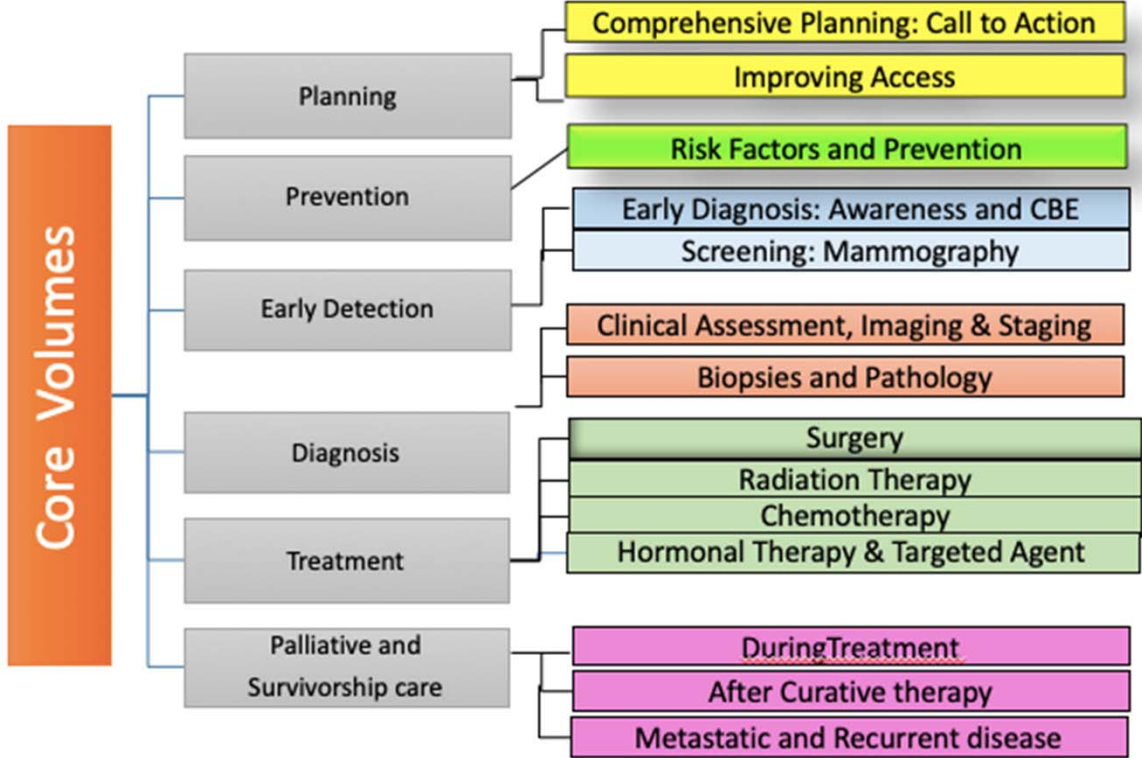 Core Volumes
Planning
Comprehensive Planning: Call to Action
Improving Access
Prevention
Risk Factors and Prevention
Early Detection
Early Diagnosis: Awareness and CBE
Screening: Mammography
Diagnosis
Clinical Assessment, Imaging & Staging
Biopsies and Pathology
Treatment
Surgery
Radiation Therapy
Chemotherapy
Hormonal Therapy & Targeted Agent
Palliative and
Survivorship care
DuringTreatment
After Curative therapy
Metastatic and Recurrent disease